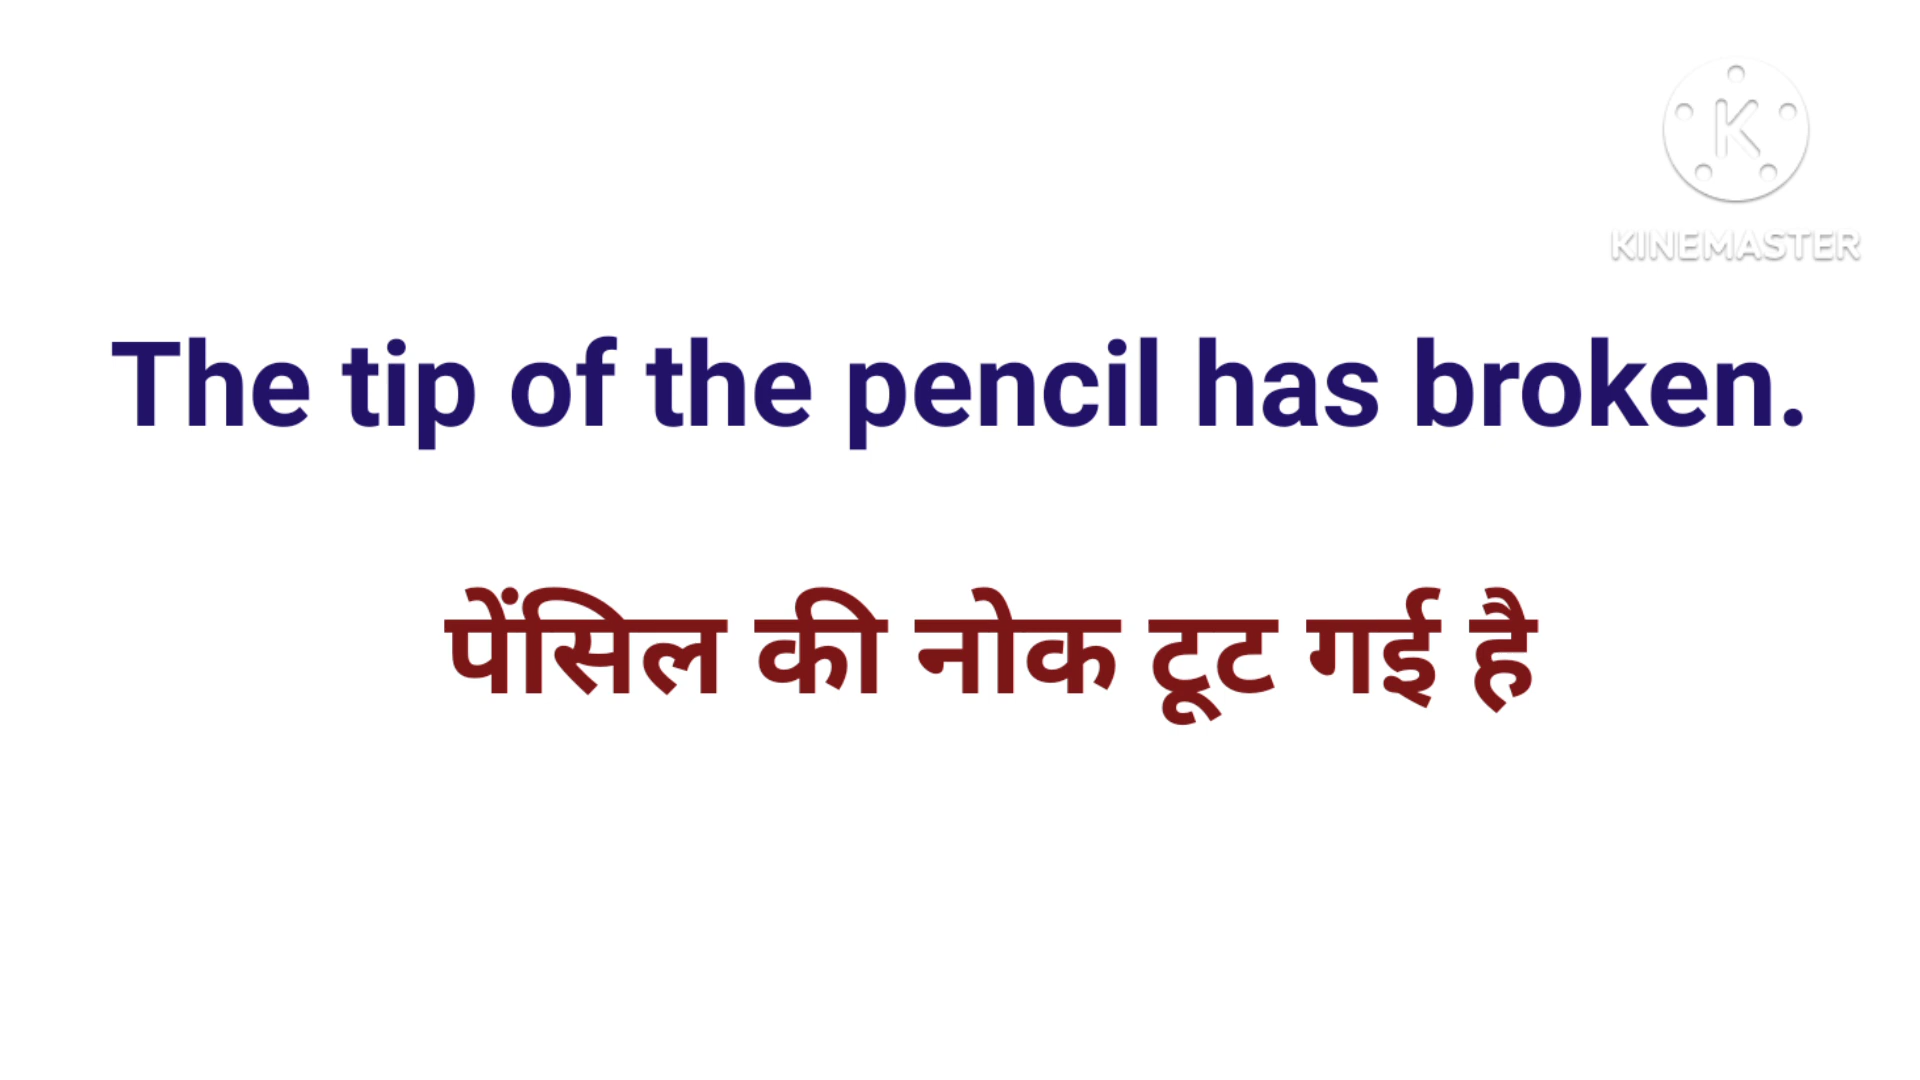 K
KINEMASTER
The tip of the pencil has broken.
पेंसिल की नोक टूट गई है